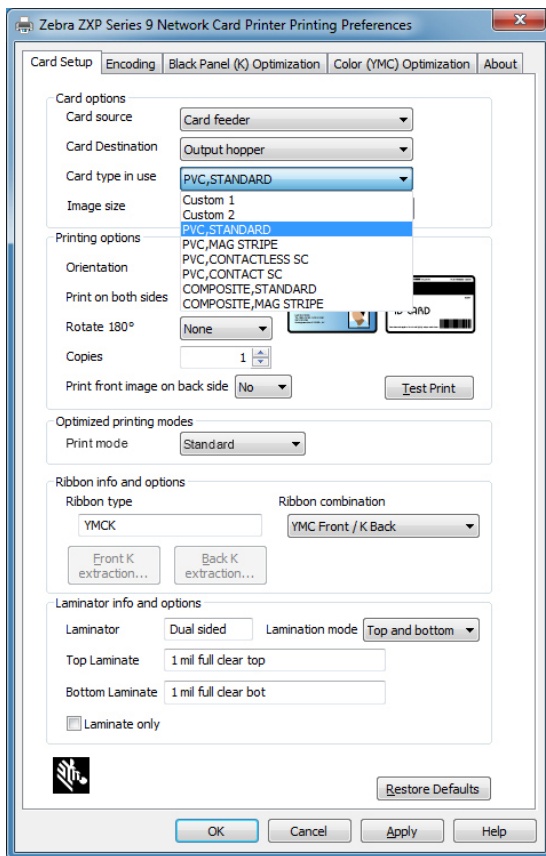 Zebra ZXP Series 9 Network Card Printer Printing Preferences
Card Setup Encoding Black Panel (K) Optimization Color (YMC) Optimization About
Card options
Card source Card feeder
Card Destination Output hopper
Card type in use PVC,STANDARD
Image size
Custom 1
Custom 2
PVC,STANDARD
PVC,MAG STRIPE
PVC,CONTACTLESS SC
PVC,CONTACT SC
COMPOSITE,STANDARD
COMPOSITE,MAG STRIPE
Printing options
Orientation
Print on both sides
ID CARD
Rotate 180° None
Copies 1
Print front image on back side No Test Print
Optimized printing modes
Print mode Standard
Ribbon info and options
Ribbon type Ribbon combination
YMCK YMC Front / K Back
Front K extraction... Back K extraction...
Laminator info and options
Laminator Dual sided Lamination mode Top and bottom
Top Laminate 1 mil full clear top
Bottom Laminate 1 mil full clear bot
Laminate only
Restore Defaults
OK Cancel Apply Help